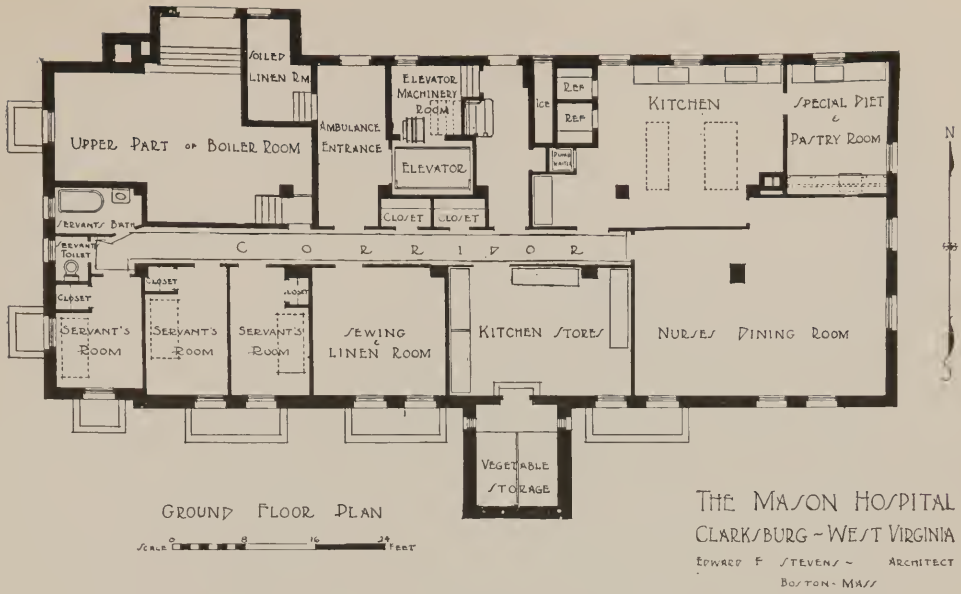 SOILED
LINEN RM.
ELEVATOR
MACHINERY
ROOM
ICE
REF
REF
KITCHEN
SPECIAL DIET
&
PASTRY ROOM
UPPER PART OF BOILER ROOM
AMBULANCE
ENTRANCE
ELEVATOR
DUMB
WAITER
N
SERVANTS BATH
CLOSET
CLOSET
SERVANTS
TOILET
CORRIDOR
CLOSET
CLOSET
CLOSET
SERVANT'S
ROOM
SERVANT'S
ROOM
SERVANT'S
ROOM
SEWING
&
LINEN ROOM
KITCHEN STORES
NURSES DINING ROOM
S
VEGETABLE
STORAGE
GROUND FLOOR PLAN
SCALE 0 8 16 24 FEET
THE MASON HOSPITAL
CLARKSBURG ~ WEST VIRGINIA
EDWARD F STEVENS ~ ARCHITECT
BOSTON - MASS